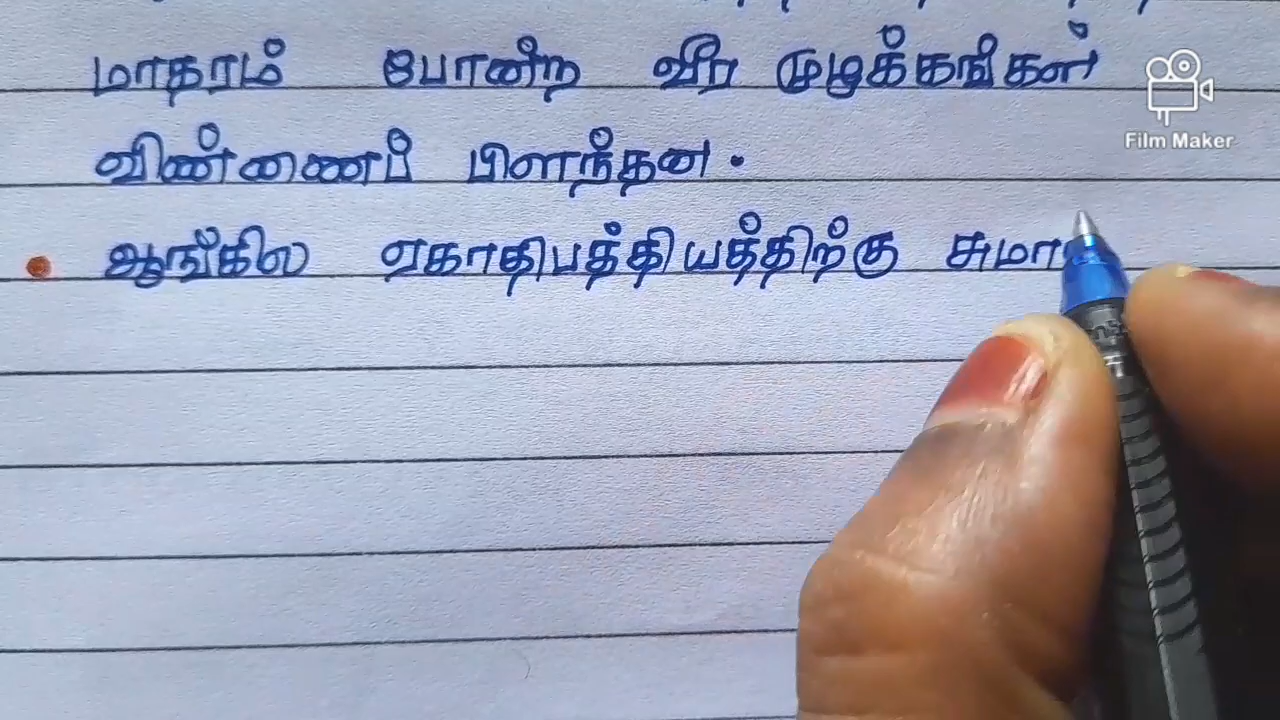 மாதரம் போன்ற வீர முழக்கங்கள்
விண்ணைப் பிளந்தன.
ஆங்கில ஏகாதிபத்தியத்திற்கு சுமா
Film Maker